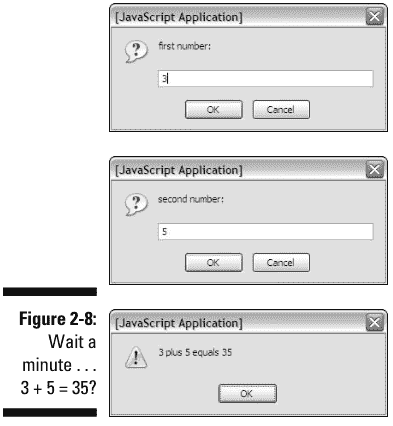 [JavaScript Application]
first number:
3
OK Cancel
[JavaScript Application]
second number:
5
OK Cancel
Figure 2-8:
Wait a
minute . . .
3 + 5 = 35?
[JavaScript Application]
3 plus 5 equals 35
OK